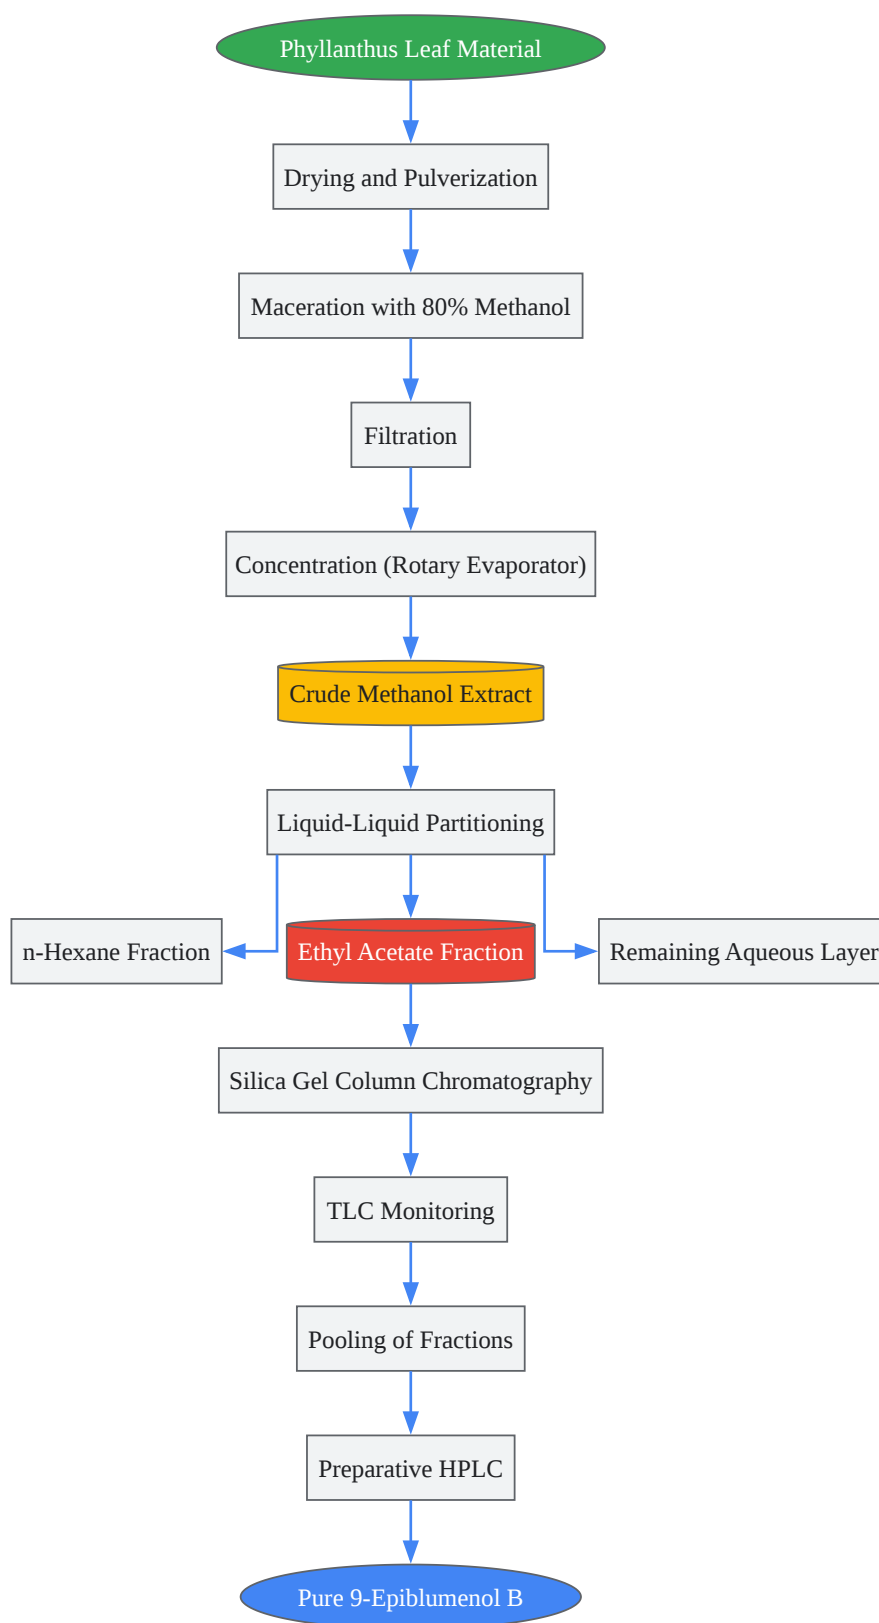 Phyllanthus Leaf Material
Drying and Pulverization
Maceration with 80% Methanol
Filtration
Concentration (Rotary Evaporator)
Crude Methanol Extract
Liquid-Liquid Partitioning
n-Hexane Fraction
Ethyl Acetate Fraction
Remaining Aqueous Layer
Silica Gel Column Chromatography
TLC Monitoring
Pooling of Fractions
Preparative HPLC
Pure 9-Epiblumenol B